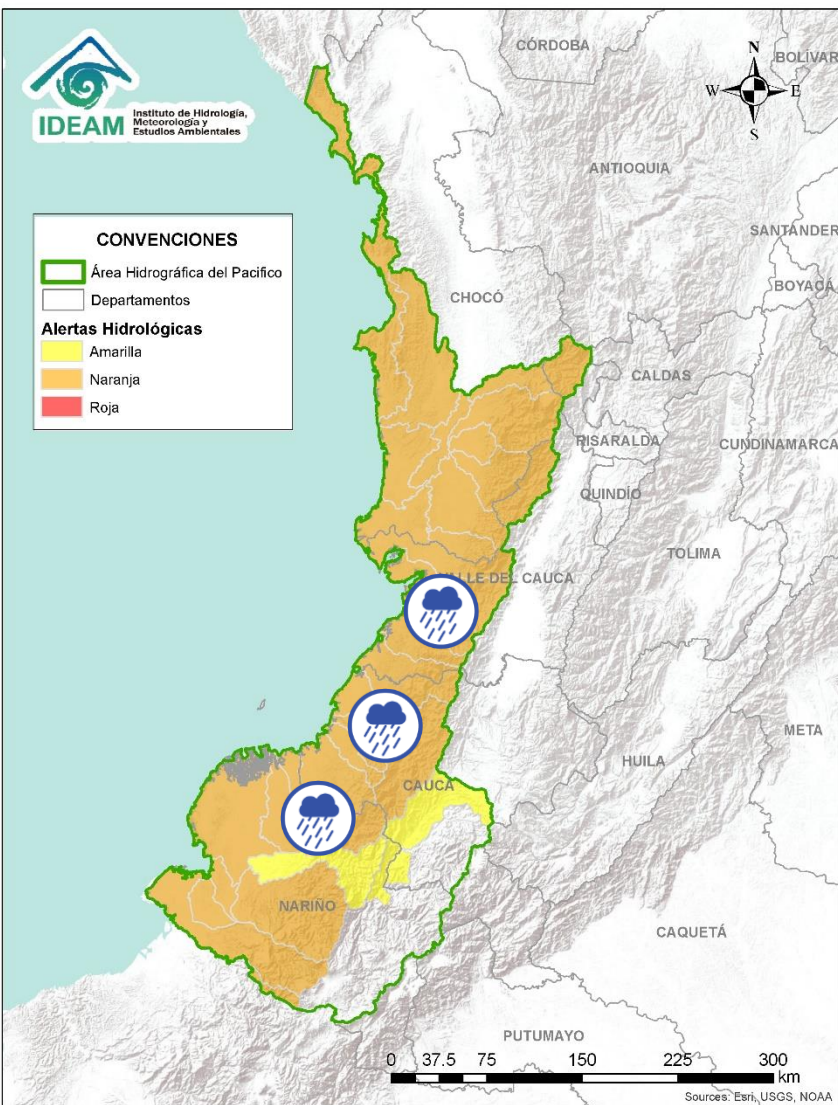 IDEAM
Instituto de Hidrología,
Meteorología y
Estudios Ambientales
CÓRDOBA
BOLÍVAR
N
W
E
S
ANTIOQUIA
SANTANDER
BOYACÁ
CONVENCIONES
Área Hidrográfica del Pacifico
Departamentos
Alertas Hidrológicas
Amarilla
Naranja
Roja
CHOCÓ
CALDAS
RISARALDA
CUNDINAMARCA
QUINDÍO
TOLIMA
VALLE DEL CAUCA
META
HUILA
CAUCA
NARIÑO
CAQUETÁ
PUTUMAYO
0 37.5 75 150 225 300
km
Sources: Esri, USGS, NOAA